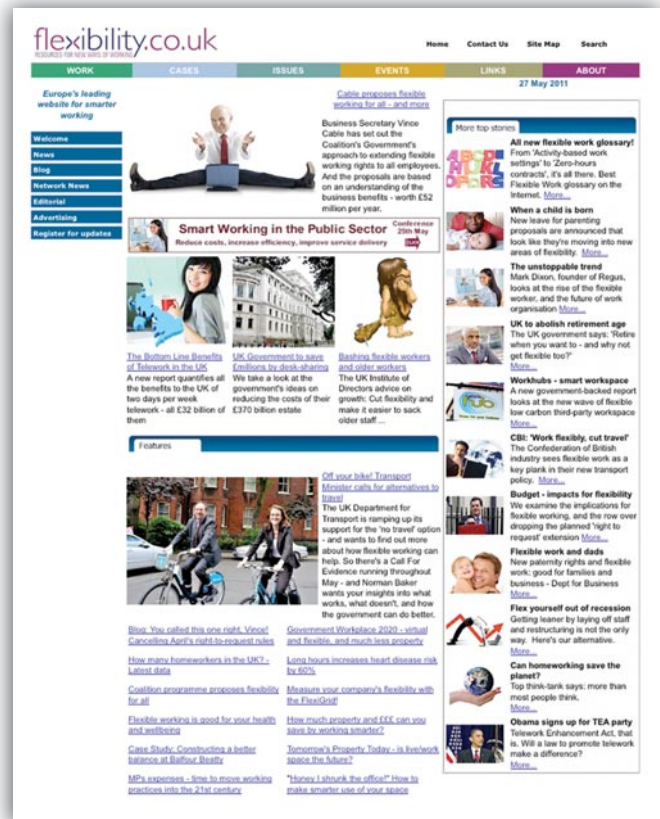 flexibility.co.uk
RESOURCES FOR NEW WAYS OF WORKING
Home Contact Us Site Map Search
WORK CASES ISSUES EVENTS LINKS ABOUT
27 May 2011
Europe's leading
website for smarter
working
Welcome
News
Blog
Network News
Editorial
Advertising
Register for updates
Cable proposes flexible
working for all - and more
Business Secretary Vince
Cable has set out the
Coalition's Government's
approach to extending flexible
working rights to all employees.
And the proposals are based
on an understanding of the
business benefits - worth £52
million per year.
Smart Working in the Public Sector
Reduce costs, increase efficiency, improve service delivery
Conference
25th May
The Bottom Line Benefits
of Telework in the UK
A new report quantifies all
the benefits to the UK of
two days per week
telework - all £32 billion of
them
UK Government to save
£millions by desk-sharing
We take a look at the
government's ideas on
reducing the costs of their
£370 billion estate
Bashing flexible workers
and older workers
The UK Institute of
Directors advice on
growth: Cut flexibility and
make it easier to sack
older staff ...
Features
Off your bike! Transport
Minister calls for alternatives to
travel
The UK Department for
Transport is ramping up its
support for the 'no travel' option
- and wants to find out more
about how flexible working can
help. So there's a Call For
Evidence running throughout
May - and Norman Baker
wants your insights into what
works, what doesn't, and how
the government can do better.
Blog: You called this one right, Vince!
Cancelling April's right-to-request rules
How many homeworkers in the UK? -
Latest data
Coalition programme proposes flexibility
for all
Flexible working is good for your health
and wellbeing
Case Study: Constructing a better
balance at Balfour Beatty
MPs expenses - time to move working
practices into the 21st century
Government Workplace 2020 - virtual
and flexible, and much less property
Long hours increases heart disease risk
by 60%
Measure your company's flexibility with
the FlexiGrid!
How much property and £££ can you
save by working smarter?
Tomorrow's Property Today - is live/work
space the future?
"Honey I shrunk the office!" How to
make smarter use of your space
More top stories
All new flexible work glossary!
From 'Activity-based work
settings' to 'Zero-hours
contracts', it's all there. Best
Flexible Work glossary on the
Internet. More...
When a child is born
New leave for parenting
proposals are announced that
look like they're moving into new
areas of flexibility. More...
The unstoppable trend
Mark Dixon, founder of Regus,
looks at the rise of the flexible
worker, and the future of work
organisation More...
UK to abolish retirement age
The UK government says: 'Retire
when you want to - and why not
get flexible too?'
More...
Workhubs - smart workspace
A new government-backed report
looks at the new wave of flexible
low carbon third-party workspace
More...
CBI: 'Work flexibly, cut travel'
The Confederation of British
industry sees flexible work as a
key plank in their new transport
policy. More...
Budget - impacts for flexibility
We examine the implications for
flexible working, and the row over
dropping the planned 'right to
request' extension More...
Flexible work and dads
New paternity rights and flexible
work: good for families and
business - Dept for Business
More...
Flex yourself out of recession
Getting leaner by laying off staff
and restructuring is not the only
way. Here's our alternative.
More...
Can homeworking save the
planet?
Top think-tank says: more than
most people think.
More...
Obama signs up for TEA party
Telework Enhancement Act, that
is. Will a law to promote telework
make a difference?
More...